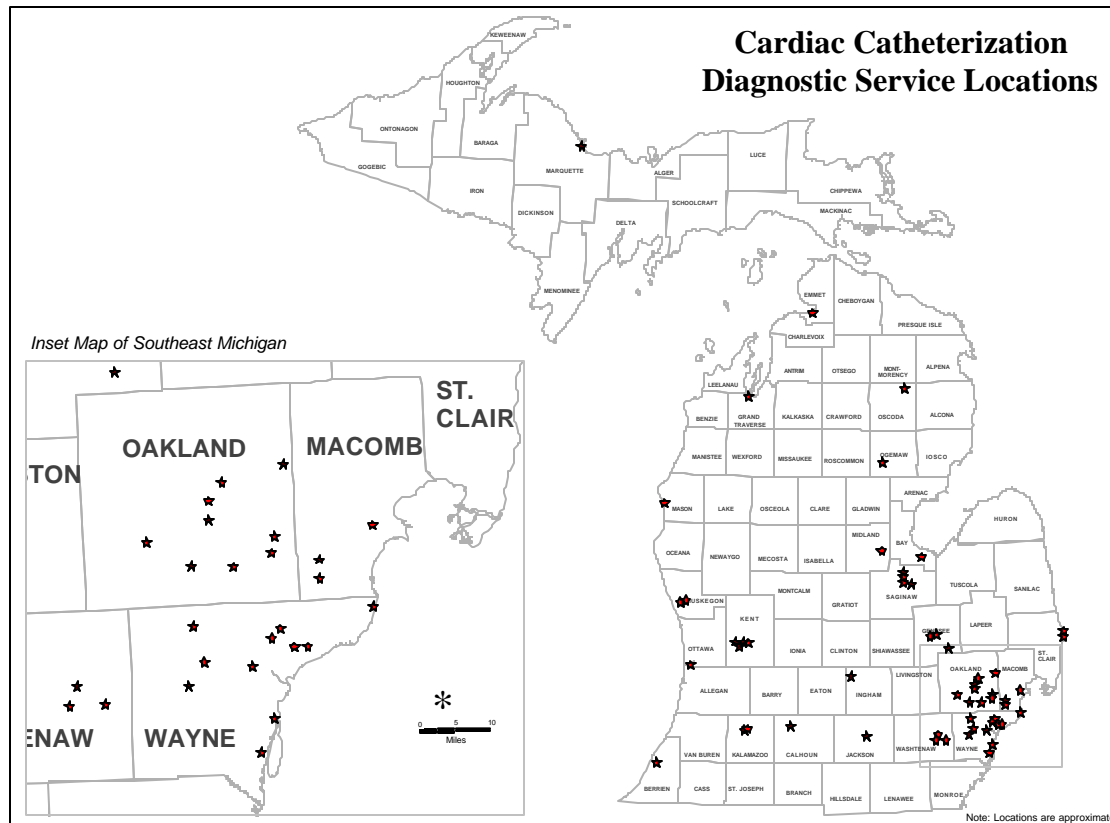 Cardiac Catheterization
Diagnostic Service Locations
KEWEENAW
HOUGHTON
ONTONAGON
BARAGA
GOGEBIC
MARQUETTE
LUCE
ALGER
CHIPPEWA
IRON
SCHOOLCRAFT
MACKINAC
DICKINSON
DELTA
MENOMINEE
EMMET
CHEBOYGAN
PRESQUE ISLE
CHARLEVOIX
ANTRIM
OTSEGO
MONT-
MORENCY
ALPENA
LEELANAU
BENZIE
GRAND
TRAVERSE
KALKASKA
CRAWFORD
OSCODA
ALCONA
MANISTEE
WEXFORD
MISSAUKEE
ROSCOMMON
OGEMAW
IOSCO
ARENAC
MASON
LAKE
OSCEOLA
CLARE
GLADWIN
HURON
OCEANA
NEWAYGO
MECOSTA
ISABELLA
MIDLAND
BAY
TUSCOLA
SANILAC
MONTCALM
GRATIOT
SAGINAW
MUSKEGON
KENT
LAPEER
OTTAWA
IONIA
CLINTON
SHIAWASSEE
GENESEE
ST.
CLAIR
ALLEGAN
BARRY
EATON
INGHAM
LIVINGSTON
OAKLAND
MACOMB
VAN BUREN
KALAMAZOO
CALHOUN
JACKSON
WASHTENAW
WAYNE
BERRIEN
CASS
ST. JOSEPH
BRANCH
HILLSDALE
LENAWEE
MONROE
Inset Map of Southeast Michigan
ST.
CLAIR
OAKLAND
MACOMB
STON
ENAW
WAYNE
*
0 5 10
Miles
Note: Locations are approximat